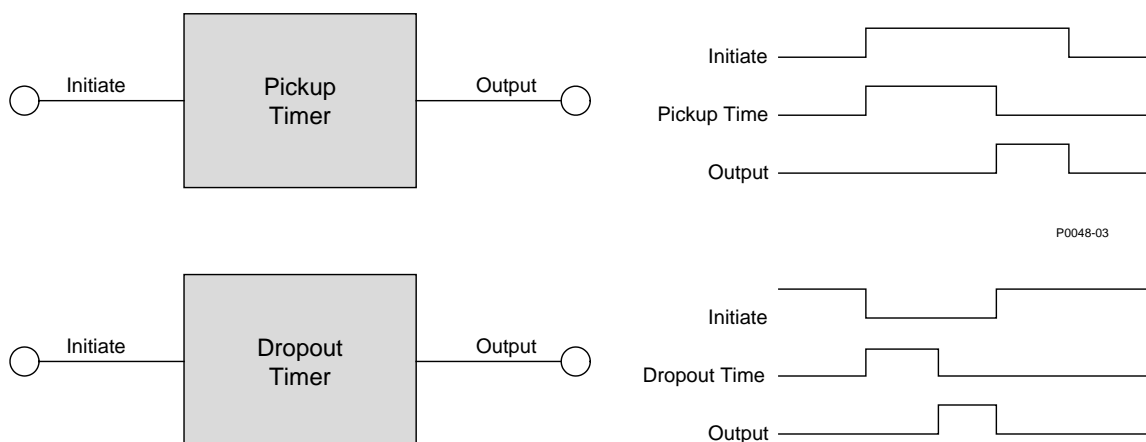 Initiate
Pickup
Timer
Output
Initiate
Pickup Time
Output
P0048-03
Initiate
Dropout
Timer
Output
Initiate
Dropout Time
Output